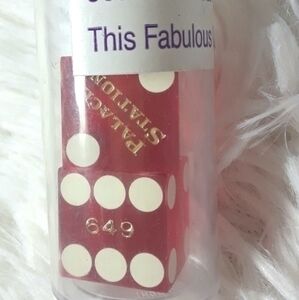 This Fabulous
PALACE
STATION
649